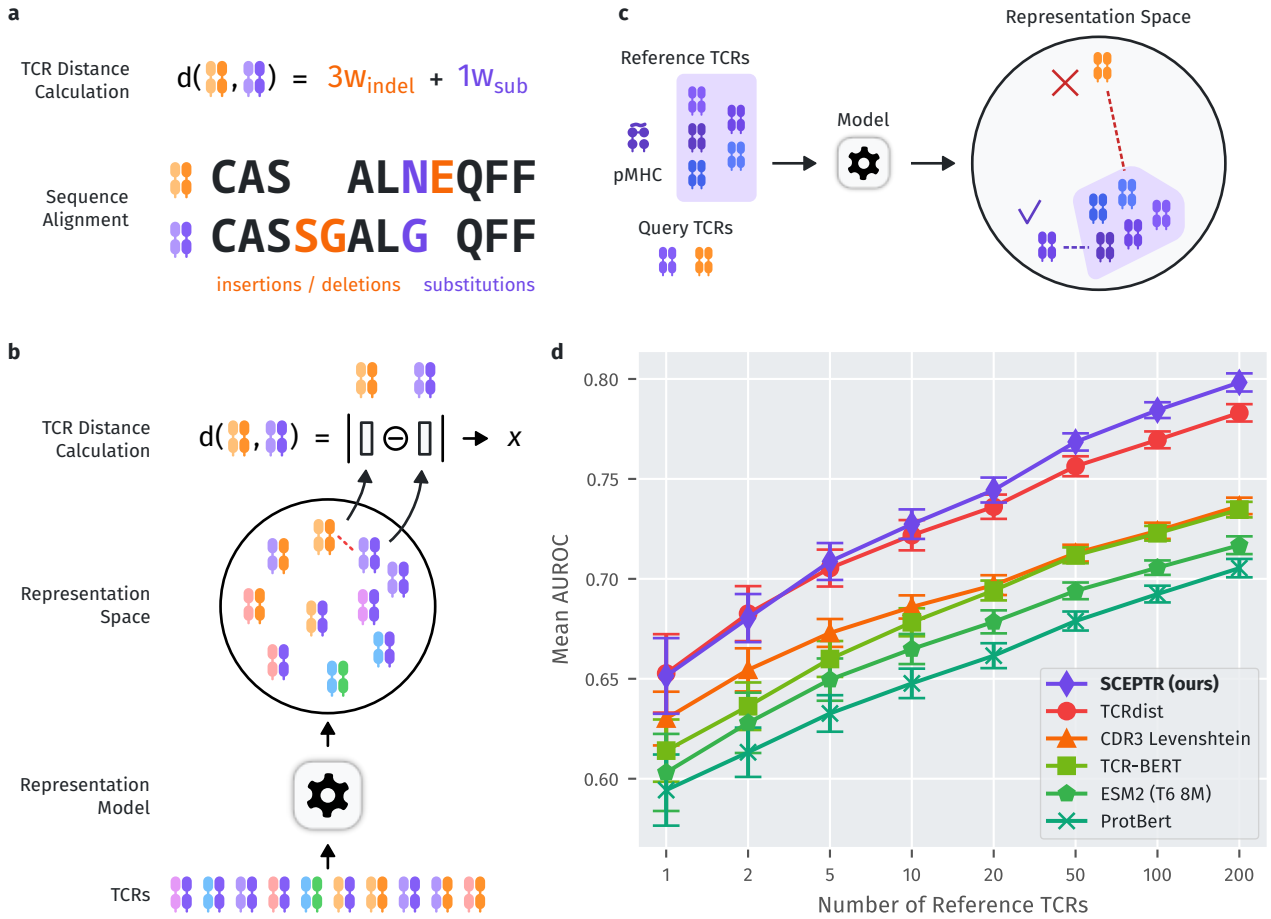 a
TCR Distance
Calculation
d( , ) = 3w_indel + 1w_sub
Sequence
Alignment
CAS ALNEQFF
CASSGALG QFF
insertions / deletions substitutions
b
TCR Distance
Calculation
d( , ) = | ⊖ | → x
Representation
Space
Representation
Model
TCRs
c
Representation Space
Reference TCRs
Model
pMHC
Query TCRs
d
Mean AUROC
0.80
0.75
0.70
0.65
0.60
SCEPTR (ours)
TCRdist
CDR3 Levenshtein
TCR-BERT
ESM2 (T6 8M)
ProtBert
1 2 5 10 20 50 100 200
Number of Reference TCRs